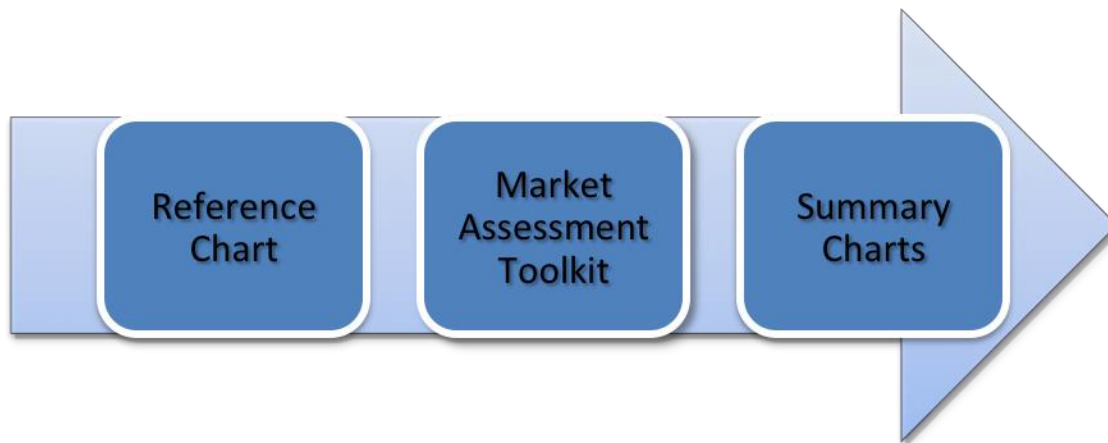 Reference
Chart
Market
Assessment
Toolkit
Summary
Charts